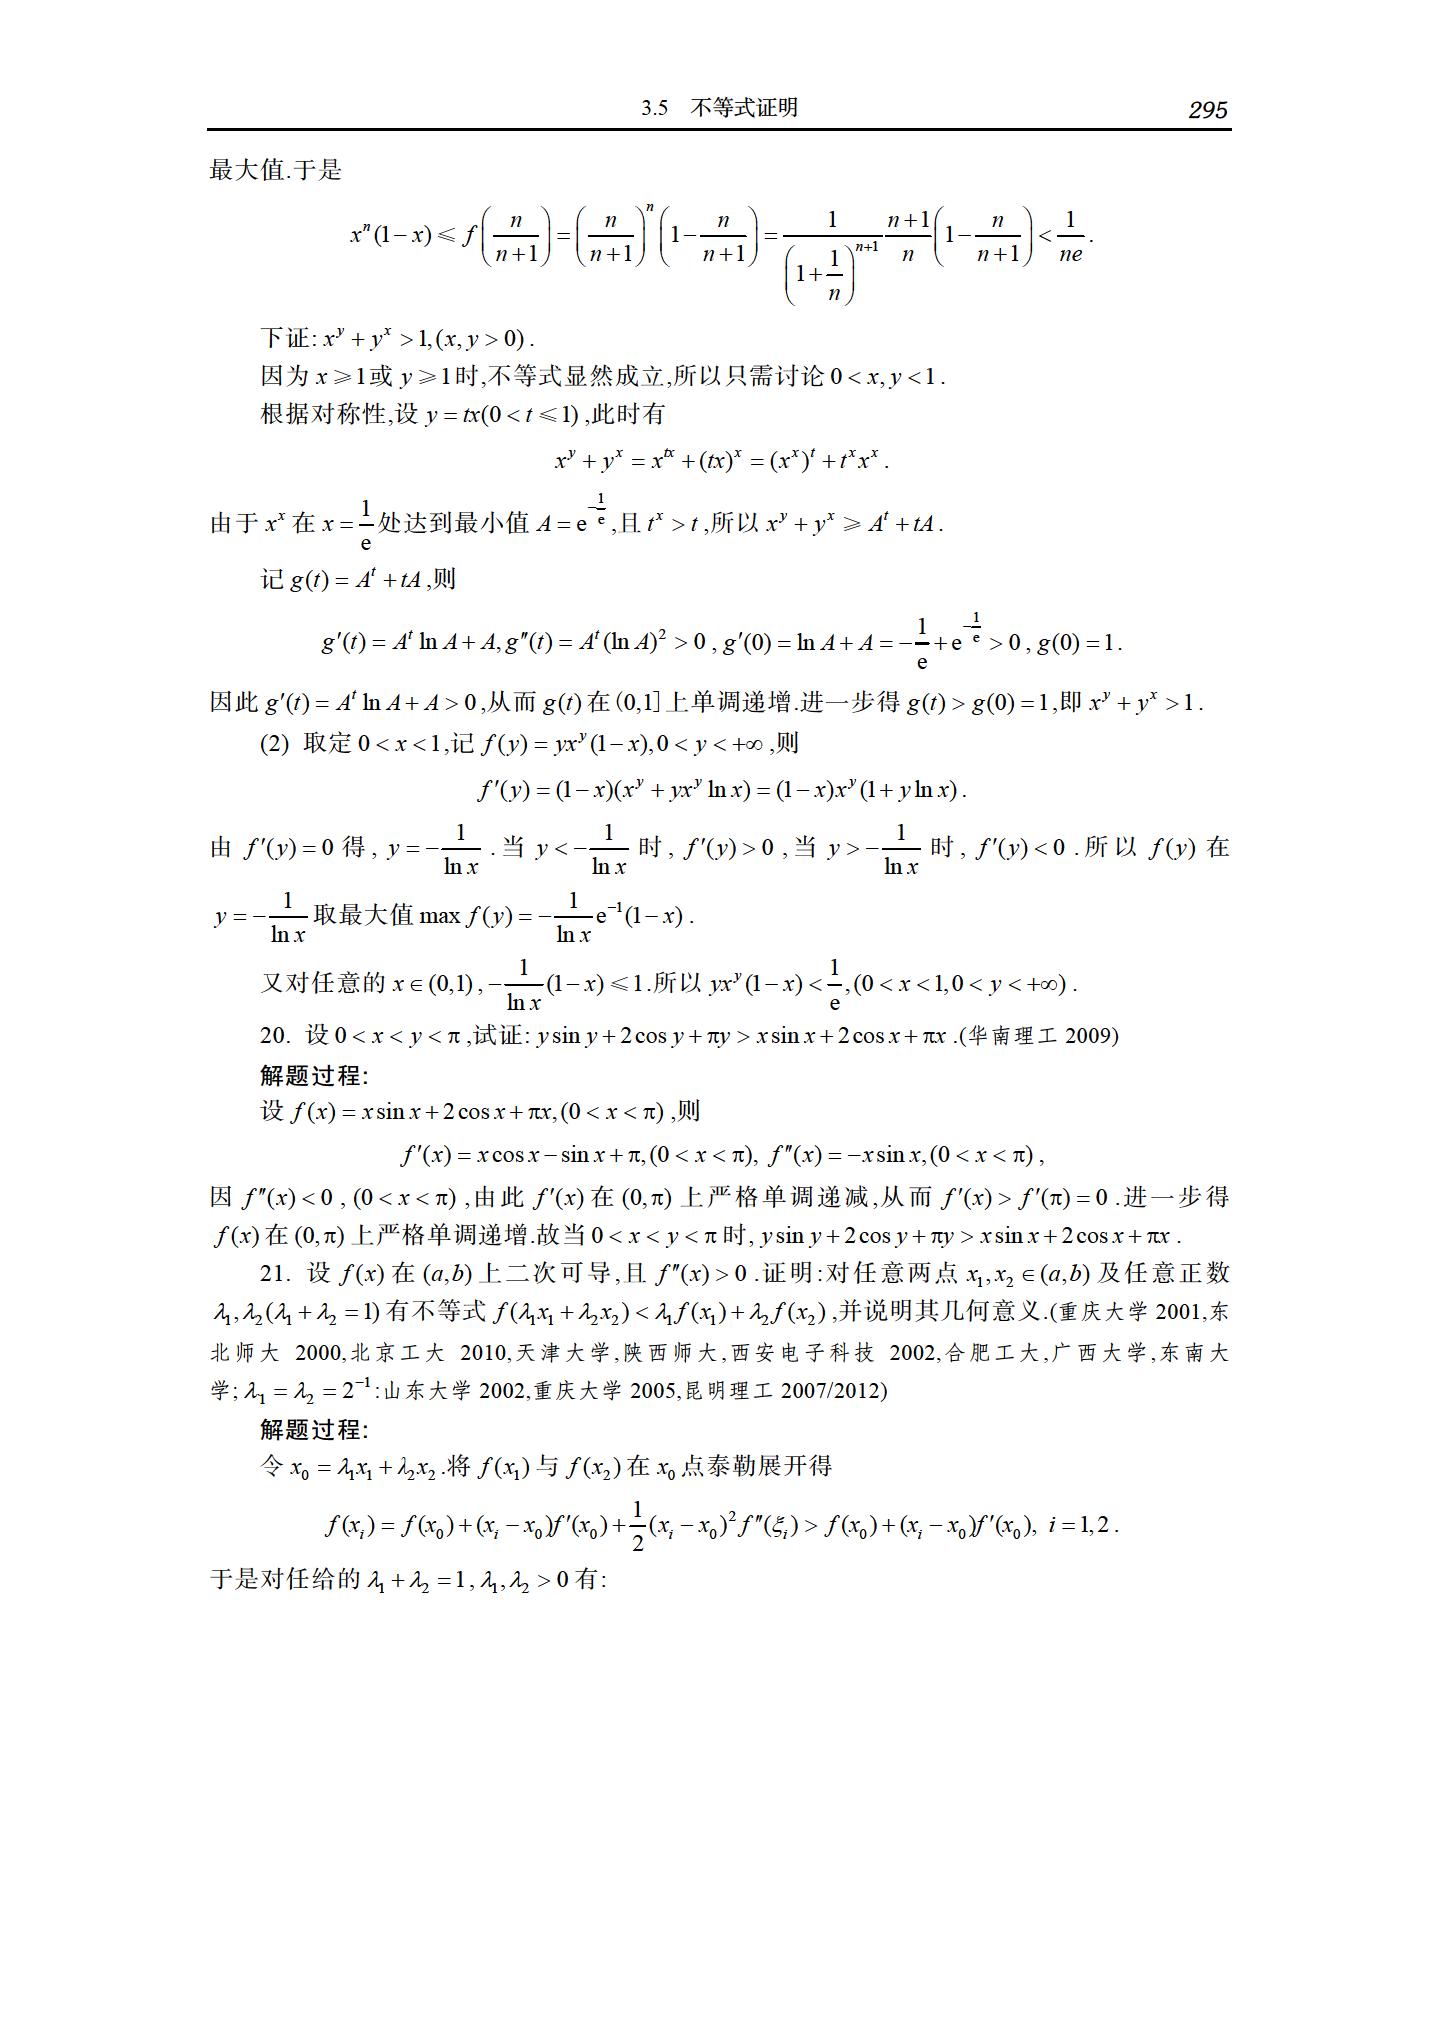 3.5 不等式证明 295
最大值.于是
$x^n(1-x)\leqslant f\left(\frac{n}{n+1}\right)=\left(\frac{n}{n+1}\right)^n\left(1-\frac{n}{n+1}\right)=\frac{1}{\left(1+\frac{1}{n}\right)^{n+1}}\frac{n+1}{n}\left(1-\frac{n}{n+1}\right)<\frac{1}{ne}$.
下证: $x^y+y^x>1,(x,y>0)$.
因为 $x\geqslant 1$ 或 $y\geqslant 1$ 时,不等式显然成立,所以只需讨论 $0<x,y<1$.
根据对称性,设 $y=tx(0<t\leqslant 1)$,此时有
$x^y+y^x=x^{tx}+(tx)^x=(x^x)^t+t^xx^x$.
由于 $x^x$ 在 $x=\frac{1}{e}$ 处达到最小值 $A=e^{-\frac{1}{e}}$,且 $t^x>t$,所以 $x^y+y^x\geqslant A^t+tA$.
记 $g(t)=A^t+tA$,则
$g'(t)=A^t\ln A+A,g''(t)=A^t(\ln A)^2>0,g'(0)=\ln A+A=-\frac{1}{e}+e^{-\frac{1}{e}}>0,g(0)=1$.
因此 $g'(t)=A^t\ln A+A>0$,从而 $g(t)$ 在 $(0,1]$ 上单调递增.进一步得 $g(t)>g(0)=1$,即 $x^y+y^x>1$.
(2) 取定 $0<x<1$,记 $f(y)=yx^y(1-x),0<y<+\infty$,则
$f'(y)=(1-x)(x^y+yx^y\ln x)=(1-x)x^y(1+y\ln x)$.
由 $f'(y)=0$ 得, $y=-\frac{1}{\ln x}$ .当 $y<-\frac{1}{\ln x}$ 时, $f'(y)>0$,当 $y>-\frac{1}{\ln x}$ 时, $f'(y)<0$.所以 $f(y)$ 在
$y=-\frac{1}{\ln x}$ 取最大值 $\max f(y)=-\frac{1}{\ln x}e^{-1}(1-x)$.
又对任意的 $x\in(0,1)$, $-\frac{1}{\ln x}(1-x)\leqslant 1$.所以 $yx^y(1-x)<\frac{1}{e},(0<x<1,0<y<+\infty)$.
20. 设 $0<x<y<\pi$,试证: $y\sin y+2\cos y+\pi y>x\sin x+2\cos x+\pi x$.(华南理工 2009)
解题过程:
设 $f(x)=x\sin x+2\cos x+\pi x,(0<x<\pi)$,则
$f'(x)=x\cos x-\sin x+\pi,(0<x<\pi),\ f''(x)=-x\sin x,(0<x<\pi)$,
因 $f''(x)<0$, $(0<x<\pi)$,由此 $f'(x)$ 在 $(0,\pi)$ 上严格单调递减,从而 $f'(x)>f'(\pi)=0$.进一步得
$f(x)$ 在 $(0,\pi)$ 上严格单调递增.故当 $0<x<y<\pi$ 时, $y\sin y+2\cos y+\pi y>x\sin x+2\cos x+\pi x$.
21. 设 $f(x)$ 在 $(a,b)$ 上二次可导,且 $f''(x)>0$.证明:对任意两点 $x_1,x_2\in(a,b)$ 及任意正数
$\lambda_1,\lambda_2(\lambda_1+\lambda_2=1)$ 有不等式 $f(\lambda_1x_1+\lambda_2x_2)<\lambda_1f(x_1)+\lambda_2f(x_2)$,并说明其几何意义.(重庆大学 2001,东
北师大 2000,北京工大 2010,天津大学,陕西师大,西安电子科技 2002,合肥工大,广西大学,东南大
学; $\lambda_1=\lambda_2=2^{-1}$:山东大学 2002,重庆大学 2005,昆明理工 2007/2012)
解题过程:
令 $x_0=\lambda_1x_1+\lambda_2x_2$.将 $f(x_1)$ 与 $f(x_2)$ 在 $x_0$ 点泰勒展开得
$f(x_i)=f(x_0)+(x_i-x_0)f'(x_0)+\frac{1}{2}(x_i-x_0)^2f''(\xi_i)>f(x_0)+(x_i-x_0)f'(x_0),\ i=1,2$.
于是对任给的 $\lambda_1+\lambda_2=1,\lambda_1,\lambda_2>0$ 有: